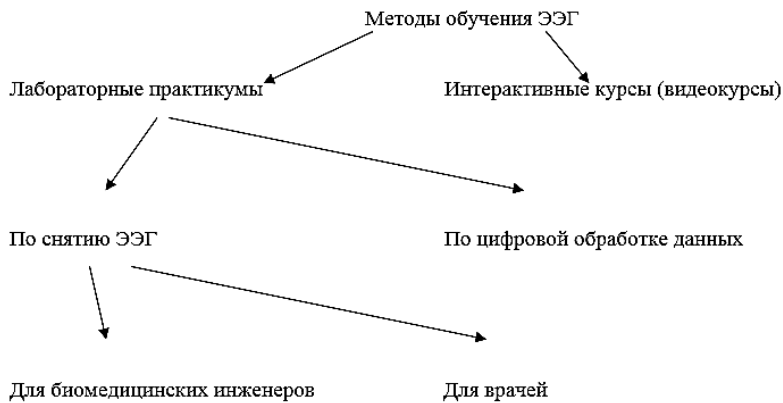 Методы обучения ЭЭГ
Лабораторные практикумы
Интерактивные курсы (видеокурсы)
По снятию ЭЭГ
По цифровой обработке данных
Для биомедицинских инженеров
Для врачей